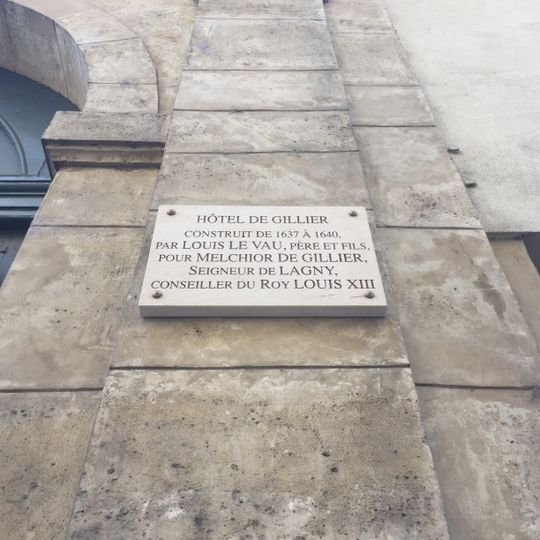 HÔTEL DE GILLIER
CONSTRUIT DE 1637 À 1640,
PAR LOUIS LE VAU, PÈRE ET FILS,
POUR MELCHIOR DE GILLIER,
SEIGNEUR DE LAGNY,
CONSEILLER DU ROY LOUIS XIII